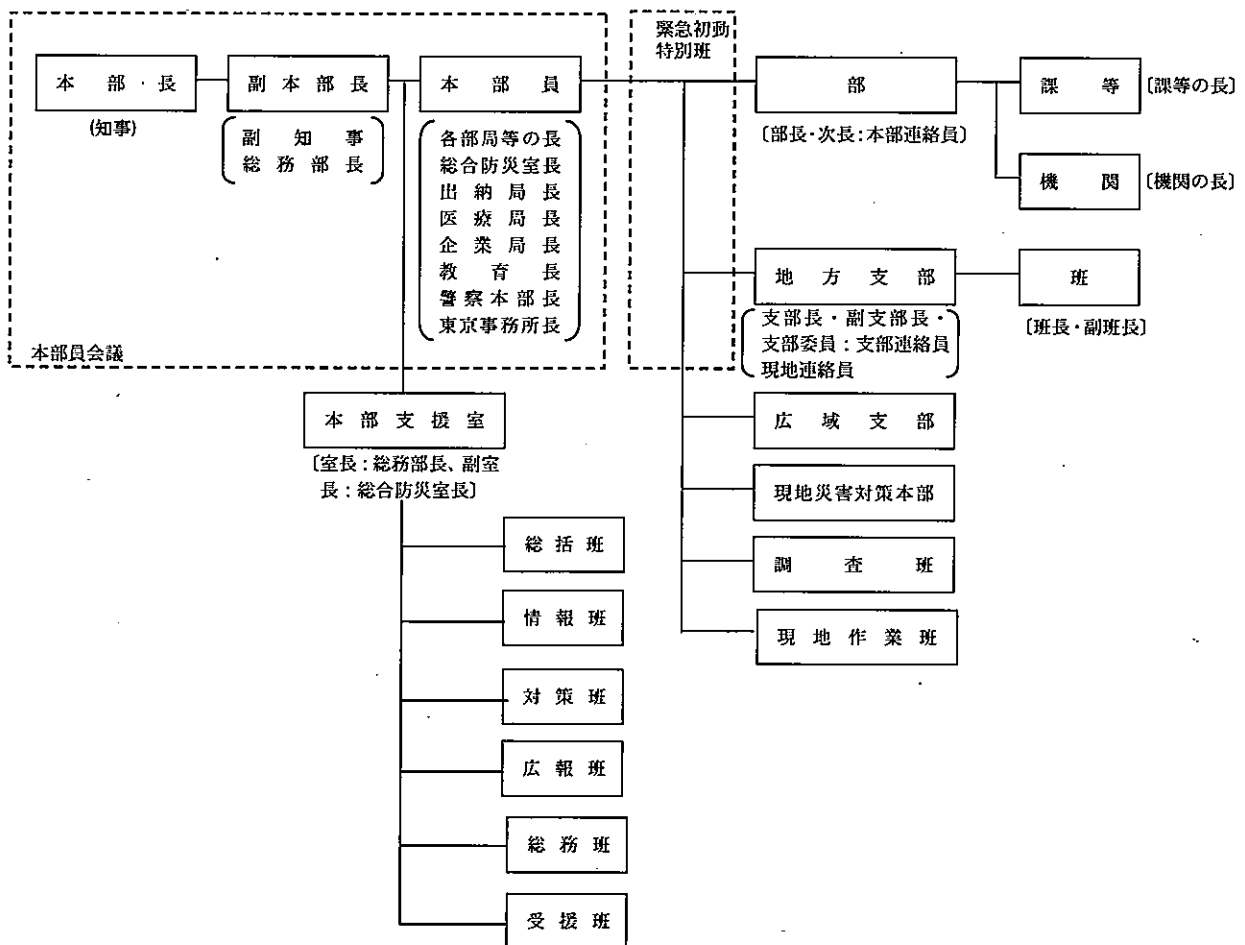 緊急初動
特別班
本部長
副本部長
本部員
部
課等
〔課等の長〕
(知事)
副知事
総務部長
各部局等の長
総合防災室長
出納局長
医療局長
企業局長
教育長
警察本部長
東京事務所長
〔部長・次長:本部連絡員〕
機関
〔機関の長〕
地方支部
班
支部長・副支部長・
支部委員:支部連絡員
現地連絡員
〔班長・副班長〕
本部員会議
本部支援室
〔室長:総務部長、副室
長:総合防災室長〕
広域支部
現地災害対策本部
調査班
現地作業班
総括班
情報班
対策班
広報班
総務班
受援班